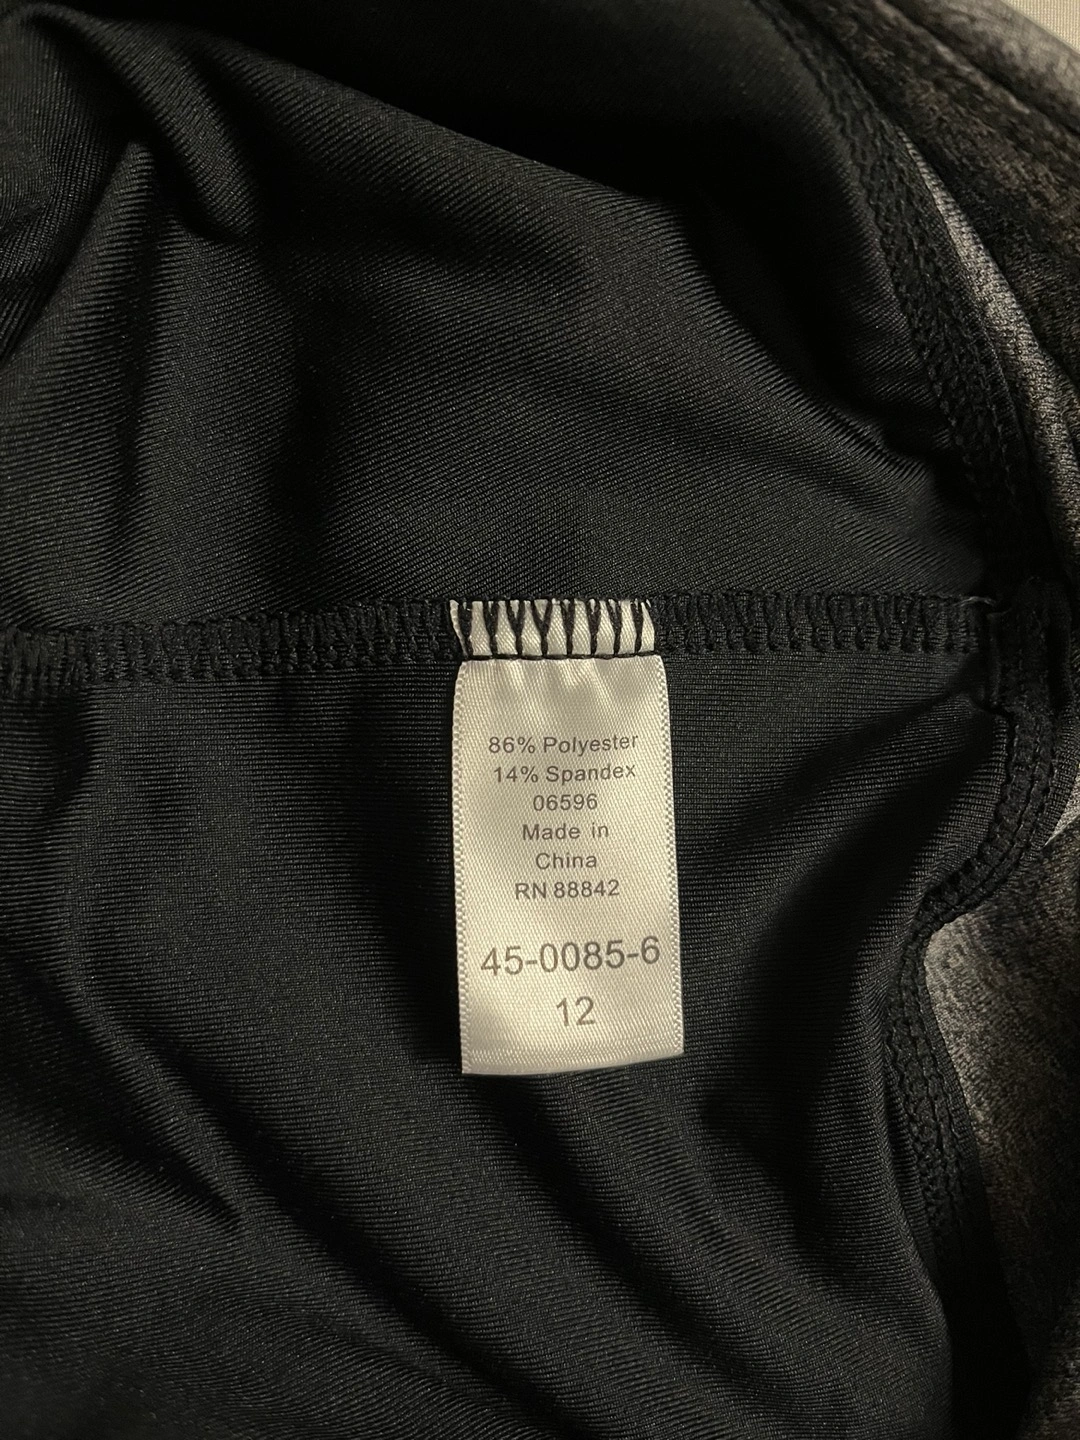 86% Polyester
14% Spandex
06596
Made in
China
RN 88842
45-0085-6
12